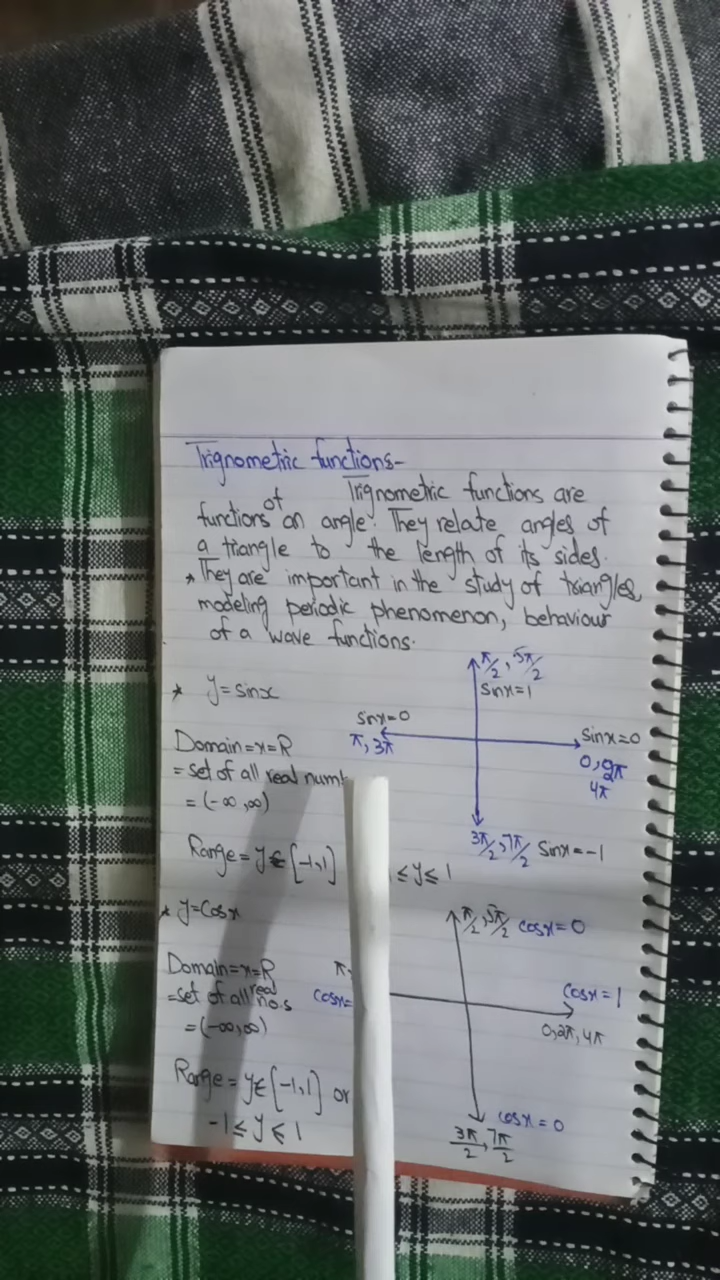 Trignometric functions-
Trignometric functions are
functions of an angle. They relate angles of
a triangle to the length of its sides.
* They are important in the study of triangles,
modeling periodic phenomenon, behaviour
of a wave functions.
* y=sinx
π/2, 5π/2
sinx=1
sinx=0
π, 3π
sinx=0
0, 2π
4π
3π/2, 7π/2 sinx=-1
Domain=x=R
= set of all real
= (-∞,∞)
Range= y∈[-1,1]
≤y≤1
* y=cosx
π/2, 5π/2 cosx=0
π,
cosx=
cosx=1
0,2π,4π
cosx=0
3π/2, 7π/2
Domain=x=R
=set of all real no.s
=(-∞,∞)
Range= y∈[-1,1] or
-1≤y≤1